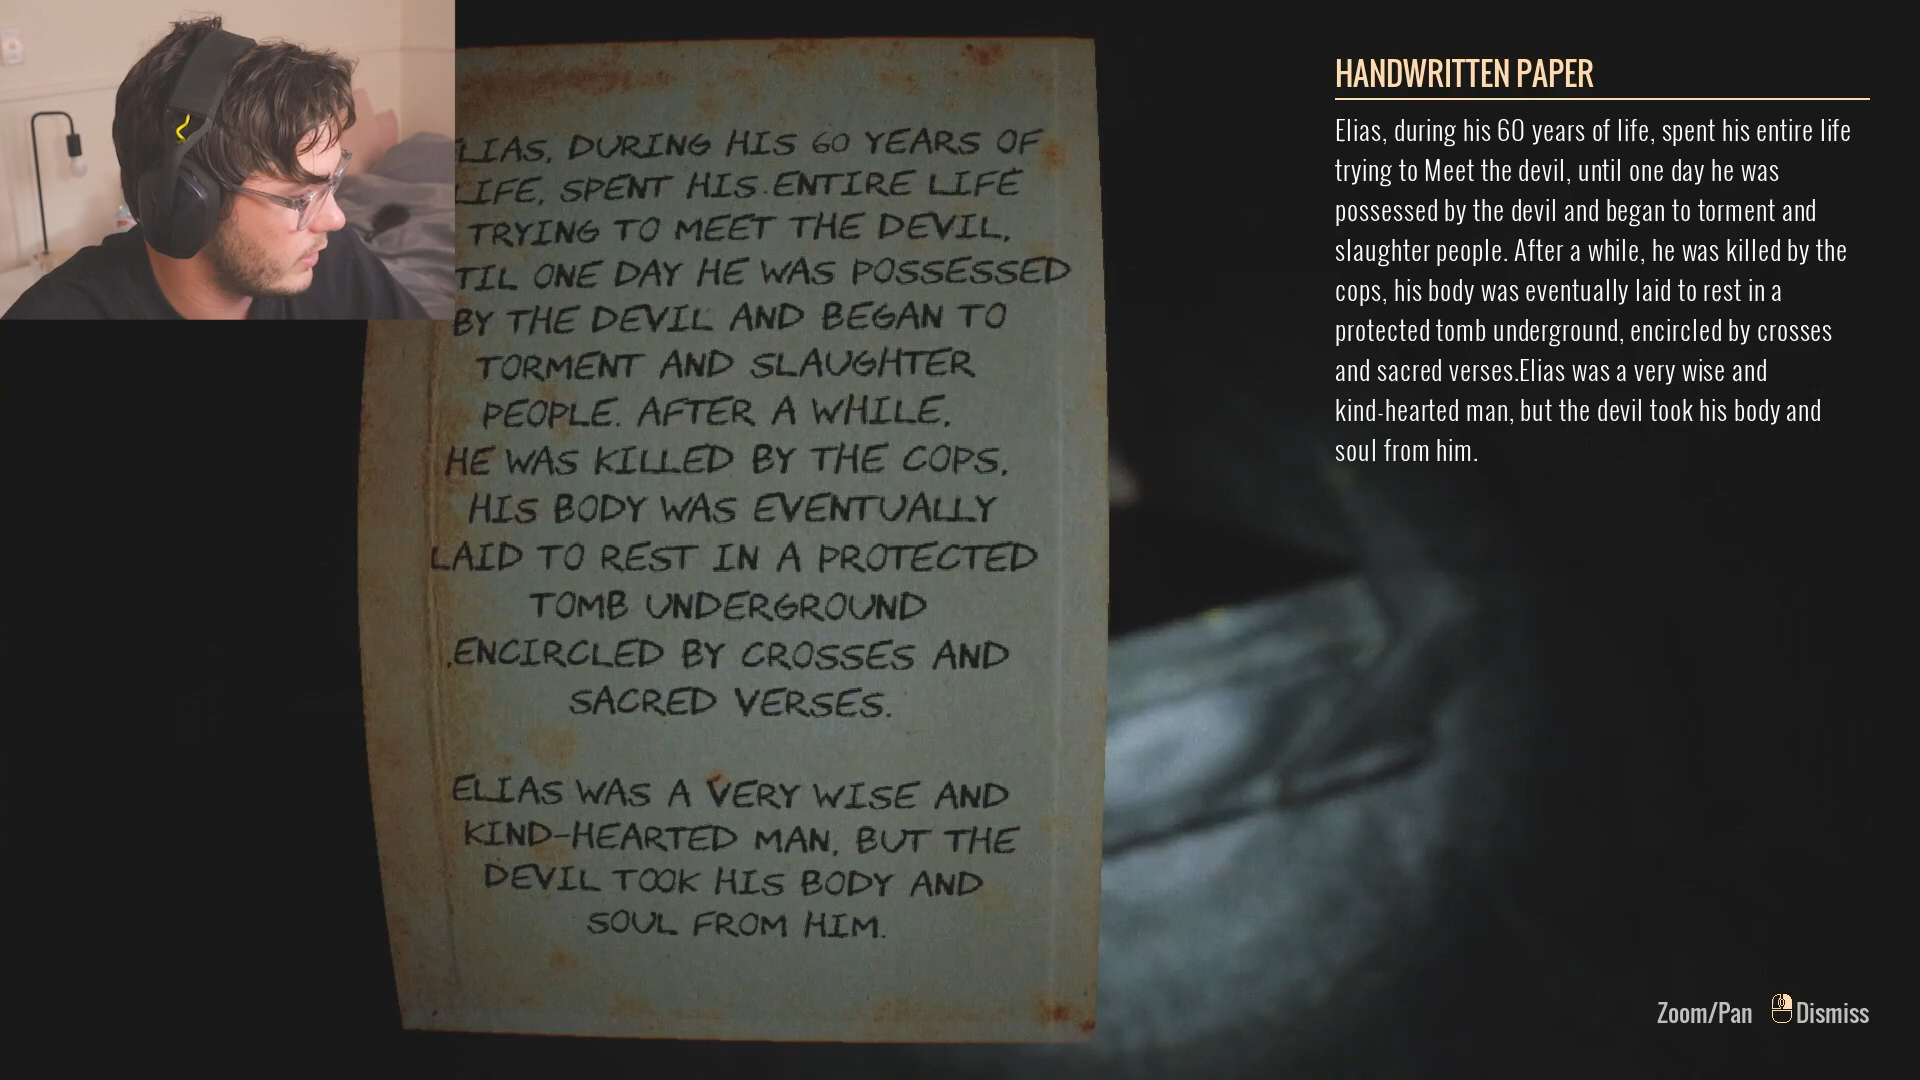 LIAS, DURING HIS 60 YEARS OF
LIFE, SPENT HIS ENTIRE LIFE
TRYING TO MEET THE DEVIL,
TIL ONE DAY HE WAS POSSESSED
BY THE DEVIL AND BEGAN TO
TORMENT AND SLAUGHTER
PEOPLE. AFTER A WHILE,
HE WAS KILLED BY THE COPS,
HIS BODY WAS EVENTUALLY
LAID TO REST IN A PROTECTED
TOMB UNDERGROUND
,ENCIRCLED BY CROSSES AND
SACRED VERSES.
ELIAS WAS A VERY WISE AND
KIND-HEARTED MAN, BUT THE
DEVIL TOOK HIS BODY AND
SOUL FROM HIM.
HANDWRITTEN PAPER
Elias, during his 60 years of life, spent his entire life
trying to Meet the devil, until one day he was
possessed by the devil and began to torment and
slaughter people. After a while, he was killed by the
cops, his body was eventually laid to rest in a
protected tomb underground, encircled by crosses
and sacred verses.Elias was a very wise and
kind-hearted man, but the devil took his body and
soul from him.
Zoom/Pan Dismiss